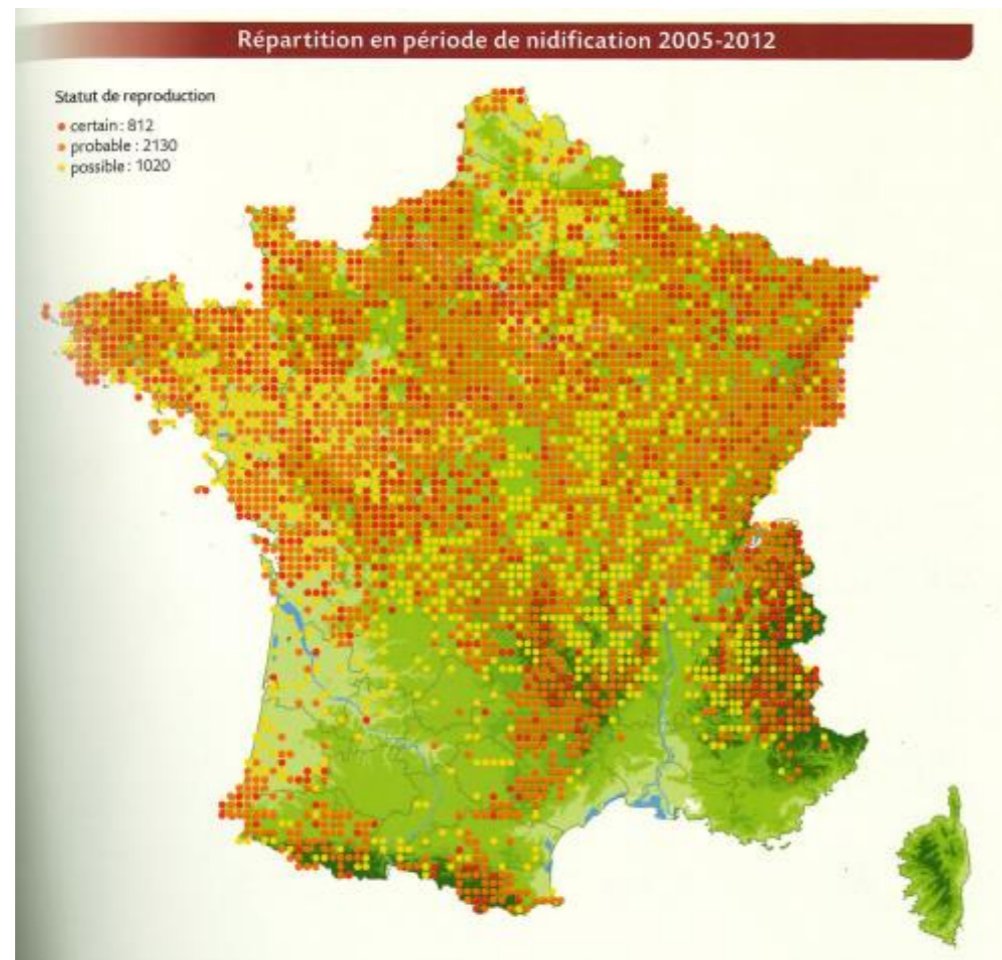 Répartition en période de nidification 2005-2012
Statut de reproduction
certain : 812
probable : 2130
possible : 1020